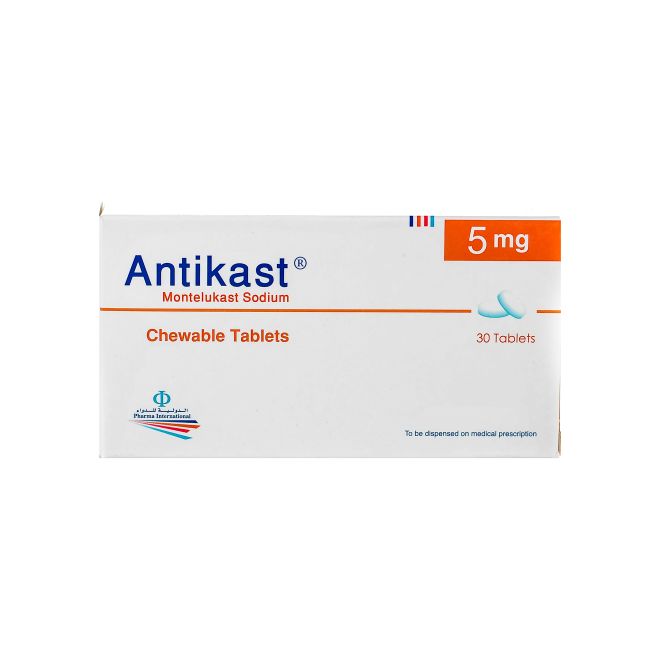 5 mg
Antikast®
Montelukast Sodium
Chewable Tablets
30 Tablets
الدولية للدواء
Pharma International
To be dispensed on medical prescription